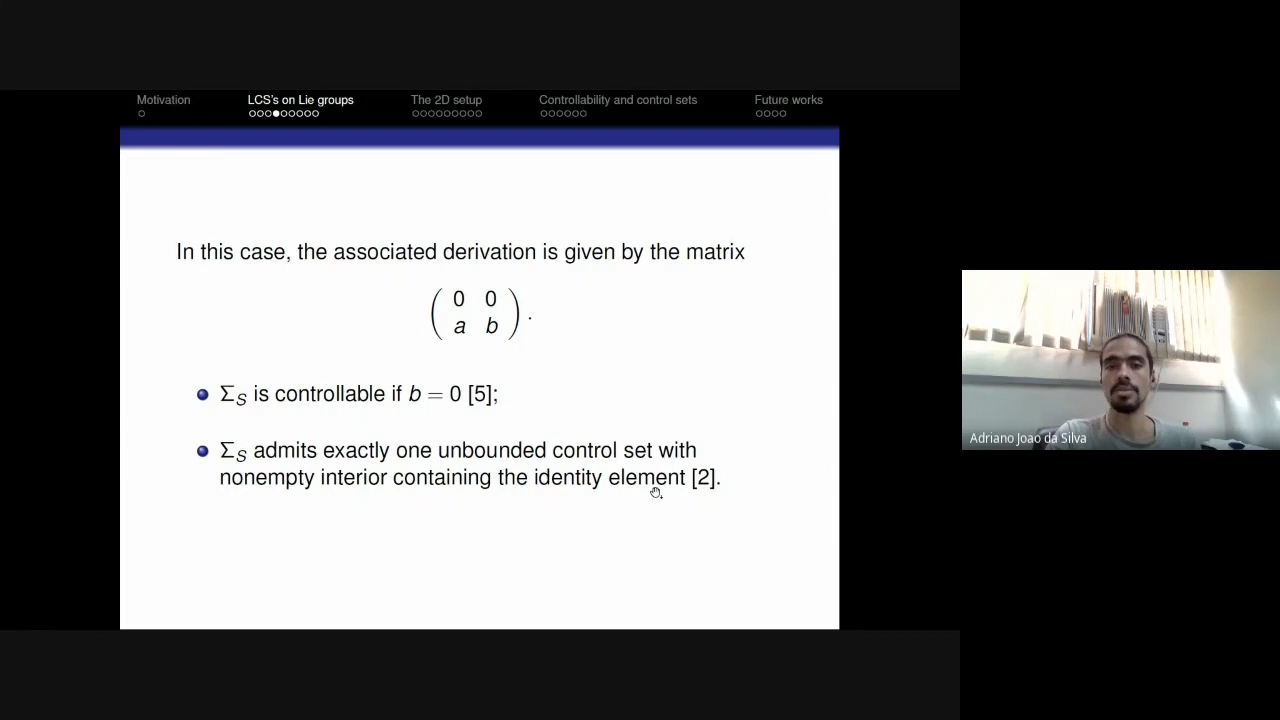 Motivation LCS's on Lie groups The 2D setup Controllability and control sets Future works
In this case, the associated derivation is given by the matrix
( 0 0
a b ) .
Σ_S is controllable if b = 0 [5];
Σ_S admits exactly one unbounded control set with
nonempty interior containing the identity element [2].
Adriano Joao da Silva